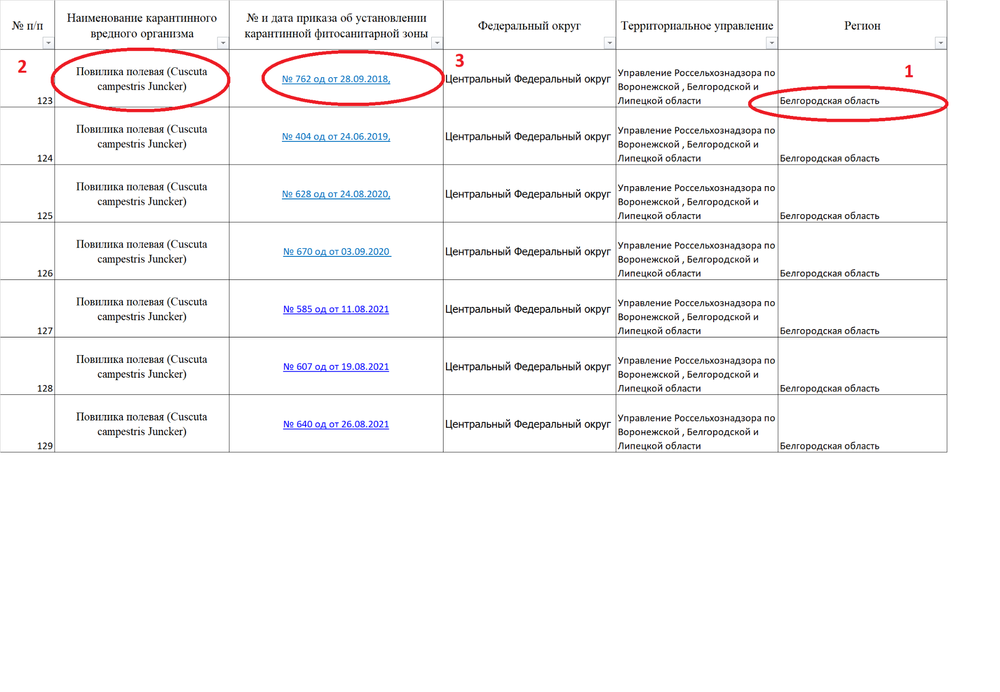 № п/п
Наименование карантинного
вредного организма
№ и дата приказа об установлении
карантинной фитосанитарной зоны
Федеральный округ
Территориальное управление
Регион
2
123
Повилика полевая (Cuscuta
campestris Juncker)
№ 762 од от 28.09.2018,
3
Центральный Федеральный округ
Управление Россельхознадзора по
Воронежской , Белгородской и
Липецкой области
1
Белгородская область
124
Повилика полевая (Cuscuta
campestris Juncker)
№ 404 од от 24.06.2019,
Центральный Федеральный округ
Управление Россельхознадзора по
Воронежской , Белгородской и
Липецкой области
Белгородская область
125
Повилика полевая (Cuscuta
campestris Juncker)
№ 628 од от 24.08.2020,
Центральный Федеральный округ
Управление Россельхознадзора по
Воронежской , Белгородской и
Липецкой области
Белгородская область
126
Повилика полевая (Cuscuta
campestris Juncker)
№ 670 од от 03.09.2020
Центральный Федеральный округ
Управление Россельхознадзора по
Воронежской , Белгородской и
Липецкой области
Белгородская область
127
Повилика полевая (Cuscuta
campestris Juncker)
№ 585 од от 11.08.2021
Центральный Федеральный округ
Управление Россельхознадзора по
Воронежской , Белгородской и
Липецкой области
Белгородская область
128
Повилика полевая (Cuscuta
campestris Juncker)
№ 607 од от 19.08.2021
Центральный Федеральный округ
Управление Россельхознадзора по
Воронежской , Белгородской и
Липецкой области
Белгородская область
129
Повилика полевая (Cuscuta
campestris Juncker)
№ 640 од от 26.08.2021
Центральный Федеральный округ
Управление Россельхознадзора по
Воронежской , Белгородской и
Липецкой области
Белгородская область